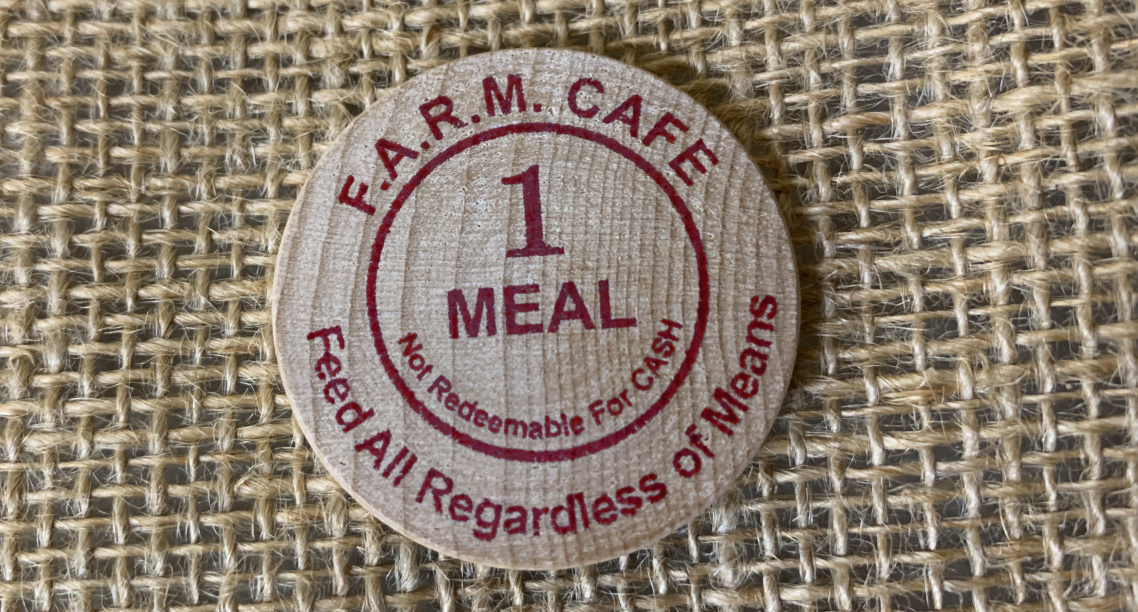 F.A.R.M. CAFE
1
MEAL
Not Redeemable For CASH
Feed All Regardless of Means